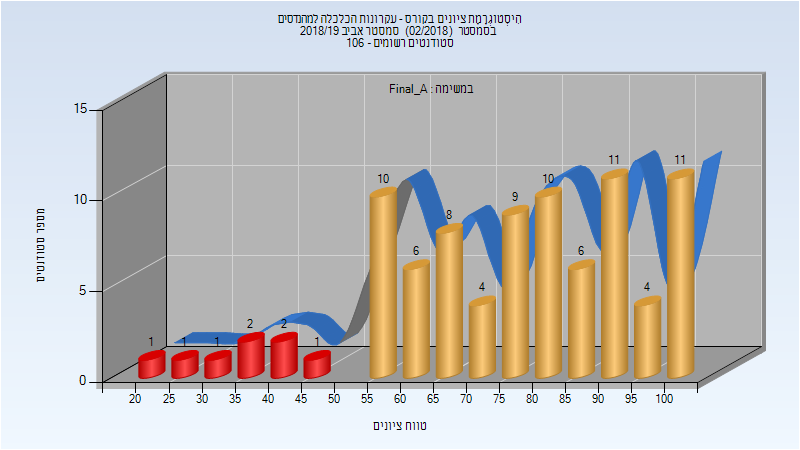 היסטוגרמת ציונים בקורס - עקרונות הכלכלה למהנדסים
בסמסטר (02/2018) סמסטר אביב 2018/19
סטודנטים רשומים - 106
במשימה : Final_A
מספר סטודנטים
15
10
5
0
1 1 1 2 2 1 10 6 8 4 9 10 6 11 4 11
20 25 30 35 40 45 50 55 60 65 70 75 80 85 90 95 100
טווח ציונים